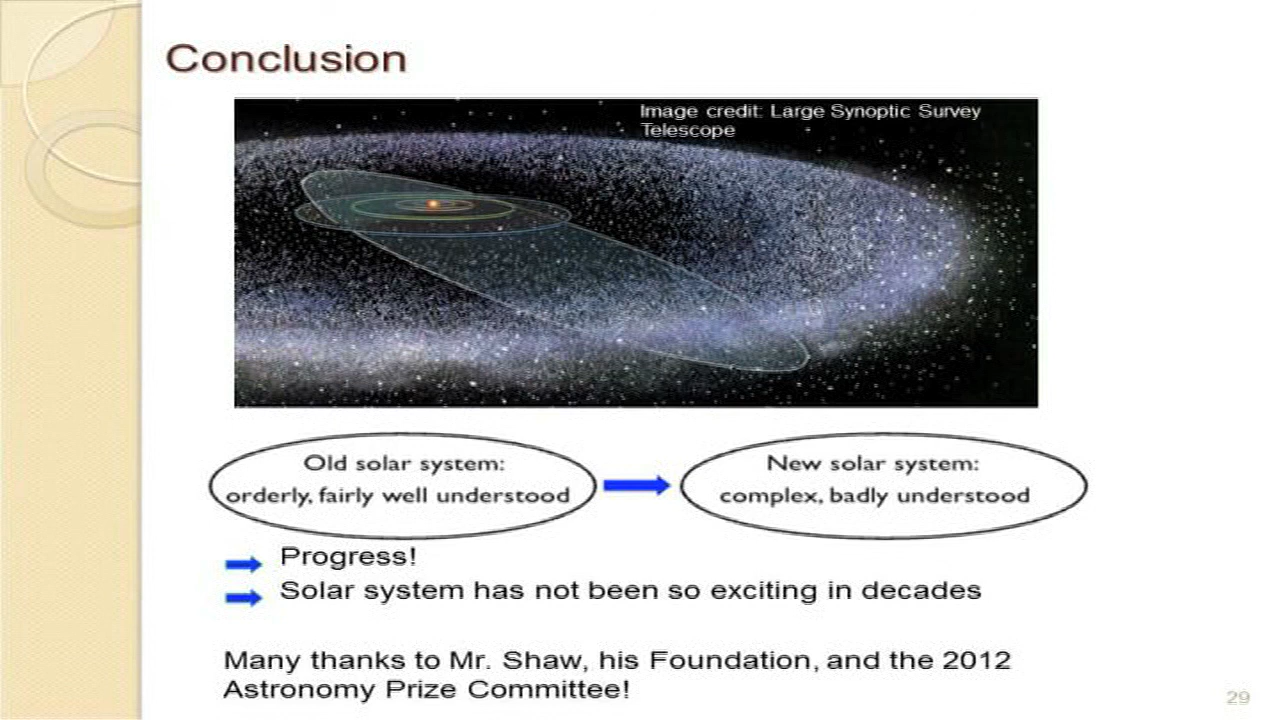 Conclusion
Image credit: Large Synoptic Survey
Telescope
Old solar system:
orderly, fairly well understood
New solar system:
complex, badly understood
Progress!
Solar system has not been so exciting in decades
Many thanks to Mr. Shaw, his Foundation, and the 2012
Astronomy Prize Committee!
29